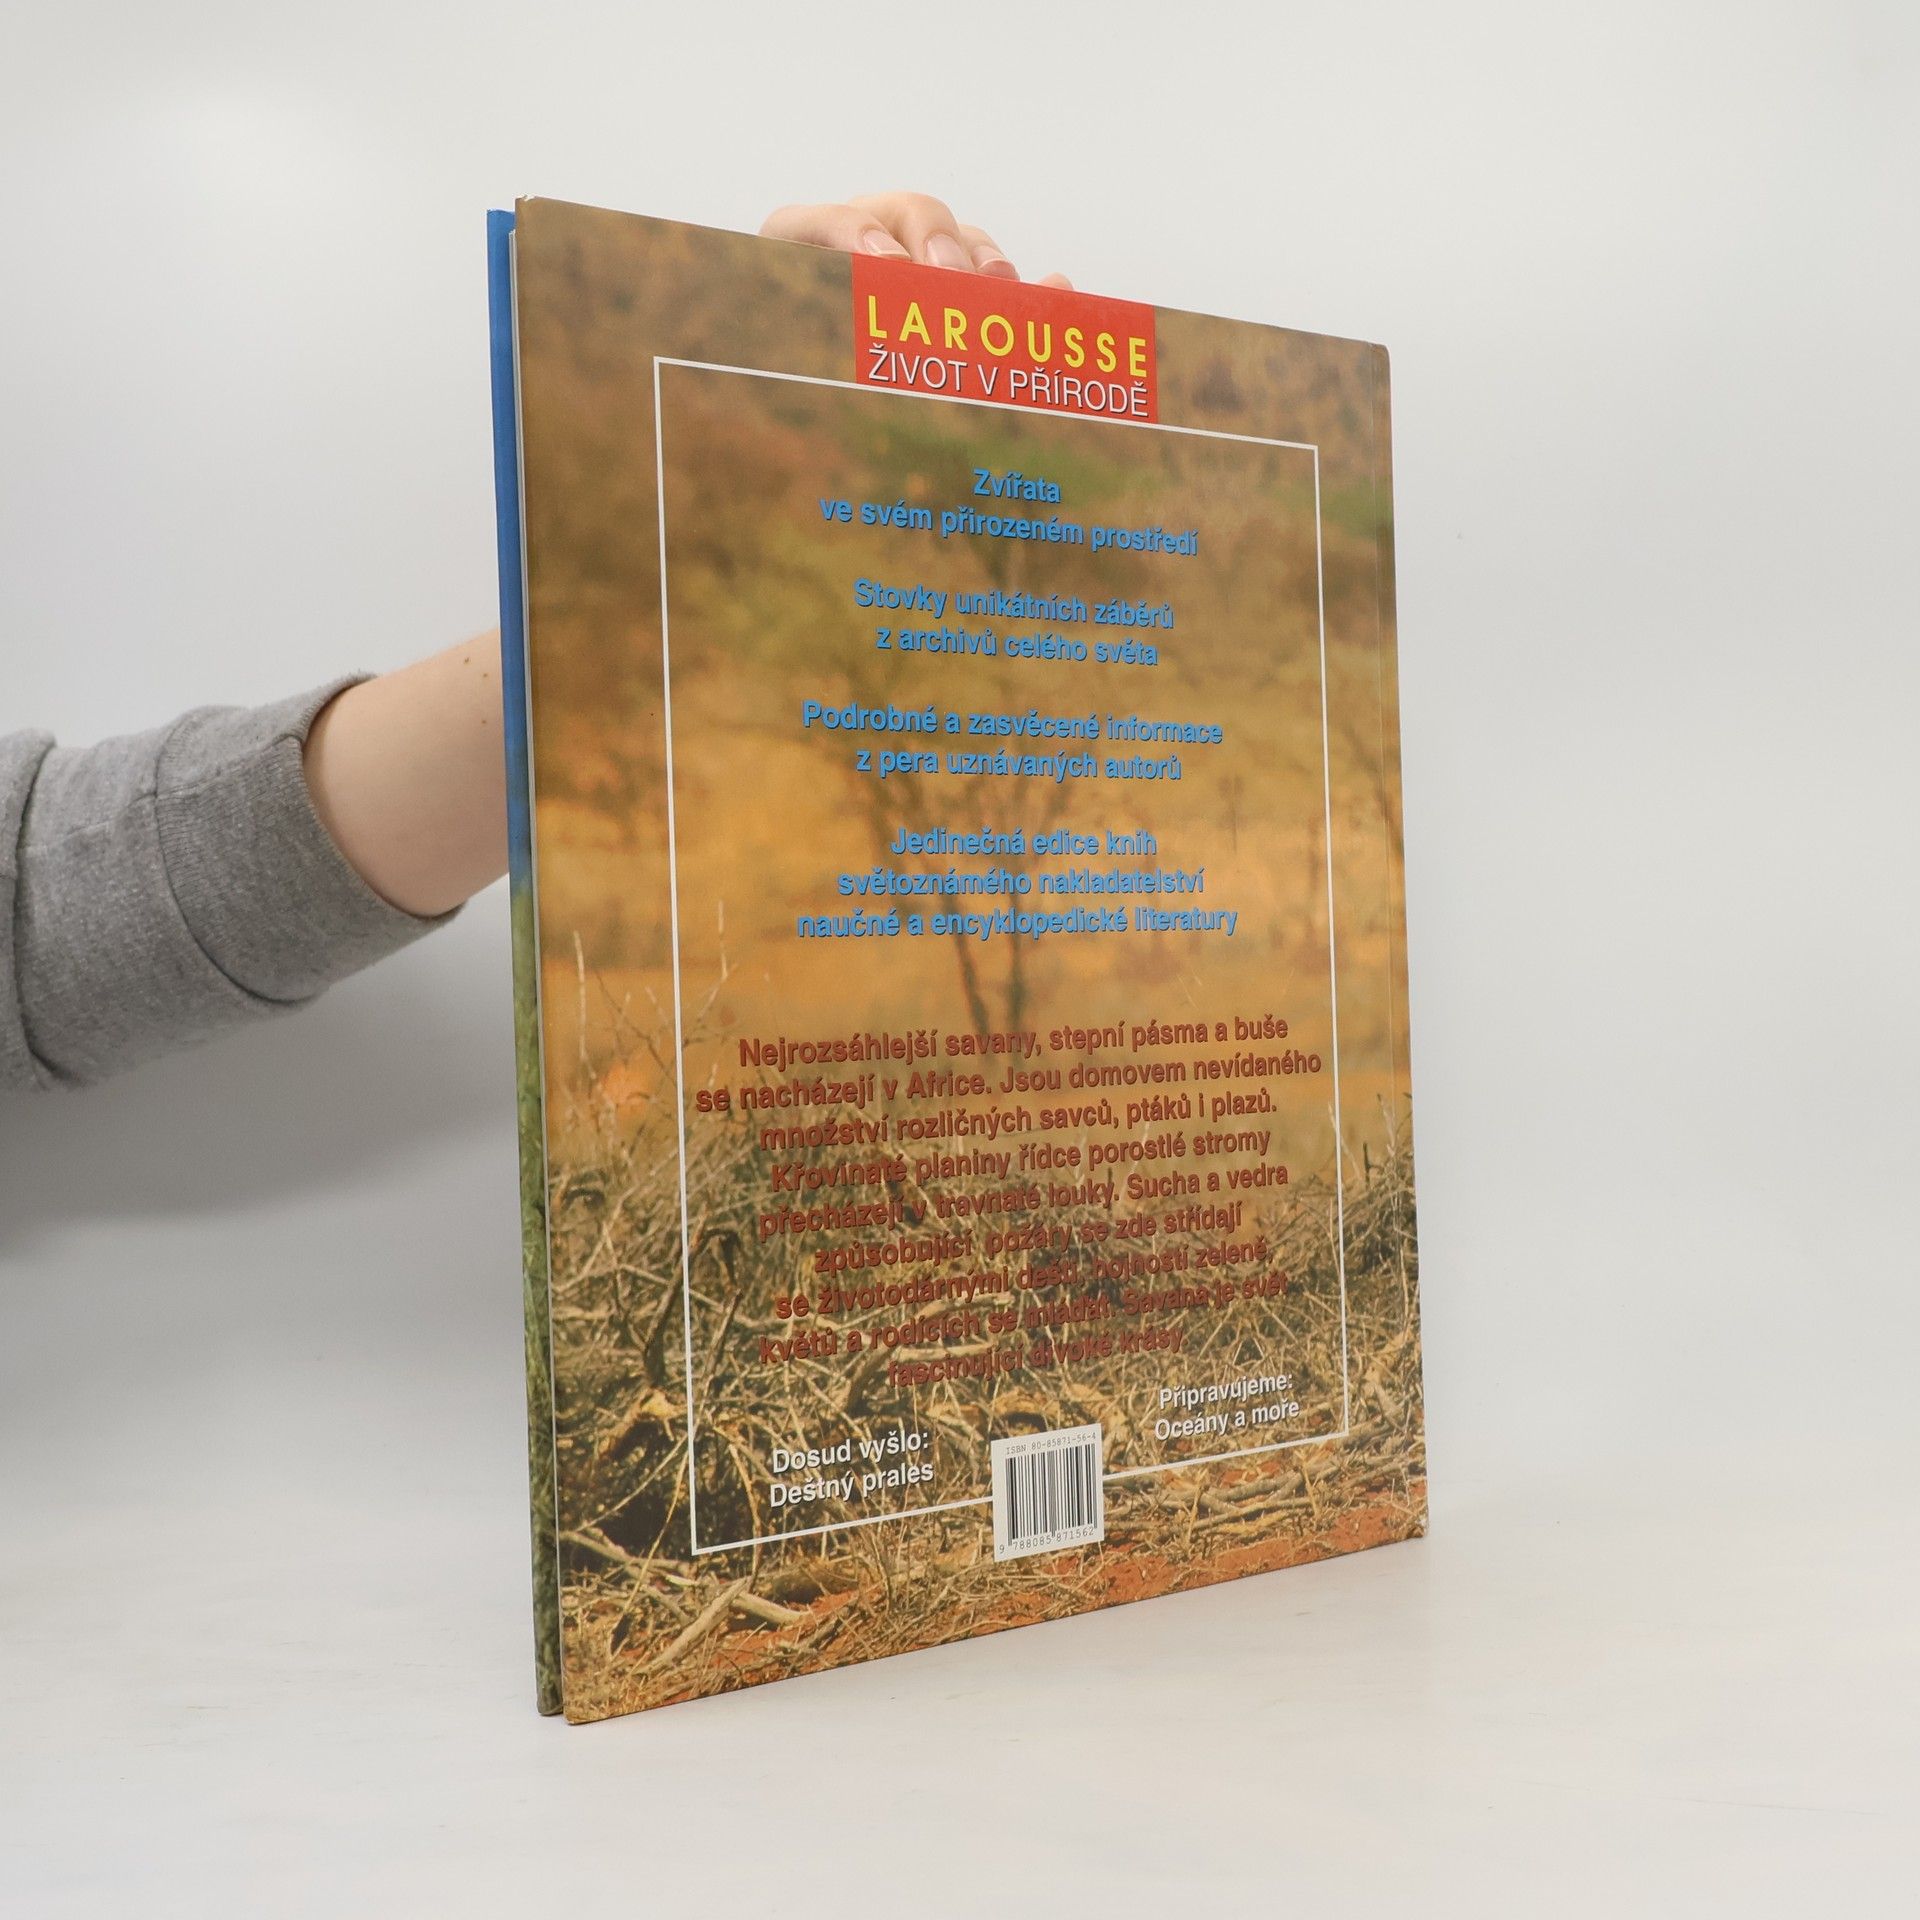 LAROUSSE
ŽIVOT V PŘÍRODĚ
Zvířata
ve svém přirozeném prostředí
Stovky unikátních záběrů
z archivů celého světa
Podrobné a zasvěcené informace
z pera uznávaných autorů
Jedinečná edice knih
světoznámého nakladatelství
naučné a encyklopedické literatury
Nejrozsáhlejší savany, stepní pásma a buše
se nacházejí v Africe. Jsou domovem nevídaného
množství rozličných savců, ptáků i plazů.
Křovinaté planiny řídce porostlé stromy
přecházejí v travnaté louky. Sucha a vedra
způsobující požáry se zde střídají
se životodárnými dešti, hojností zeleně,
květů a rodících se mláďat. Savana je svět
fascinující divoké krásy
Připravujeme:
Oceány a moře
Dosud vyšlo:
Deštný prales
ISBN 80-85871-56-4
9 788085 871562